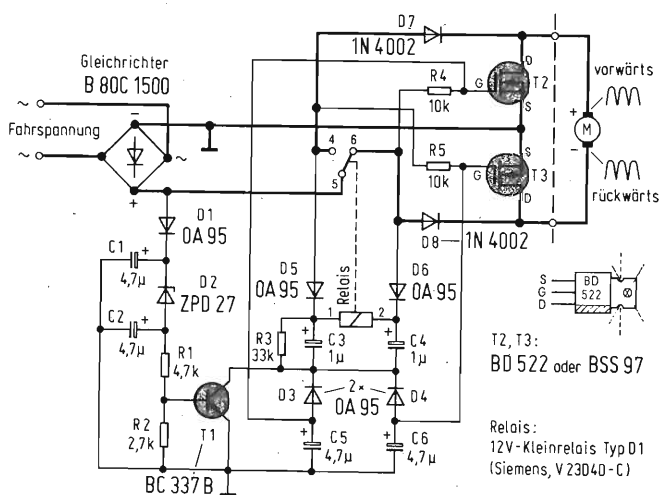 Gleichrichter
B 80C 1500
~
Fahrspannung
~
~
-
+
D7
1N 4002
R4
10k
G
D
T2
S
R5
10k
G
S
T3
D
4
6
5
D8
1N 4002
+
M
-
vorwärts
rückwärts
D1
0A 95
C1
+
4,7µ
D2
ZPD 27
C2
+
4,7µ
R1
4,7k
R2
2,7k
T1
BC 337 B
D5
0A 95
Relais
D6
0A 95
1
2
R3
33k
+
C3
1µ
+
C4
1µ
D3
2×
0A 95
D4
+
C5
4,7µ
+
C6
4,7µ
S
G
D
BD
522
T2, T3:
BD 522 oder BSS 97
Relais:
12V-Kleinrelais Typ D1
(Siemens, V 23040-C)